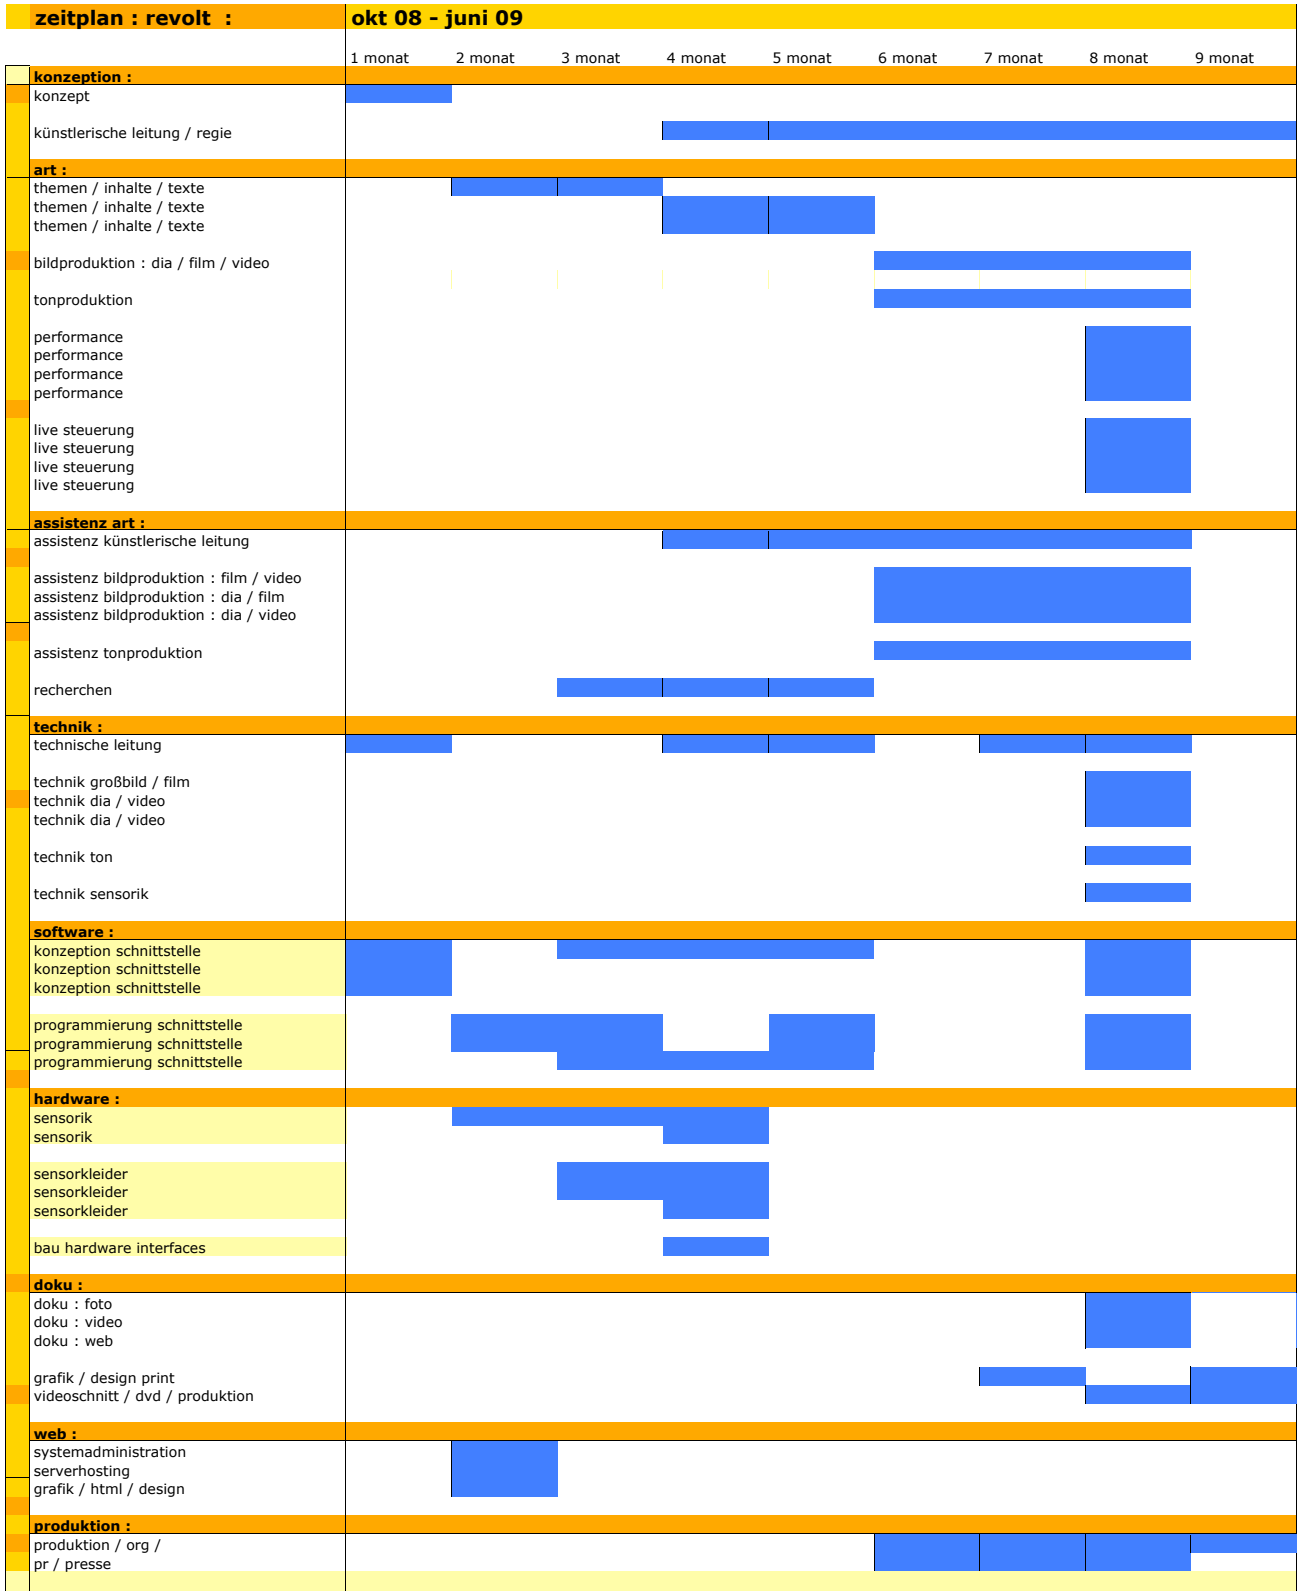 zeitplan : revolt : okt 08 - juni 09
1 monat 2 monat 3 monat 4 monat 5 monat 6 monat 7 monat 8 monat 9 monat
konzeption :
konzept
künstlerische leitung / regie
art :
themen / inhalte / texte
themen / inhalte / texte
themen / inhalte / texte
bildproduktion : dia / film / video
tonproduktion
performance
performance
performance
performance
live steuerung
live steuerung
live steuerung
live steuerung
assistenz art :
assistenz künstlerische leitung
assistenz bildproduktion : film / video
assistenz bildproduktion : dia / film
assistenz bildproduktion : dia / video
assistenz tonproduktion
recherchen
technik :
technische leitung
technik großbild / film
technik dia / video
technik dia / video
technik ton
technik sensorik
software :
konzeption schnittstelle
konzeption schnittstelle
konzeption schnittstelle
programmierung schnittstelle
programmierung schnittstelle
programmierung schnittstelle
hardware :
sensorik
sensorik
sensorkleider
sensorkleider
sensorkleider
bau hardware interfaces
doku :
doku : foto
doku : video
doku : web
grafik / design print
videoschnitt / dvd / produktion
web :
systemadministration
serverhosting
grafik / html / design
produktion :
produktion / org /
pr / presse